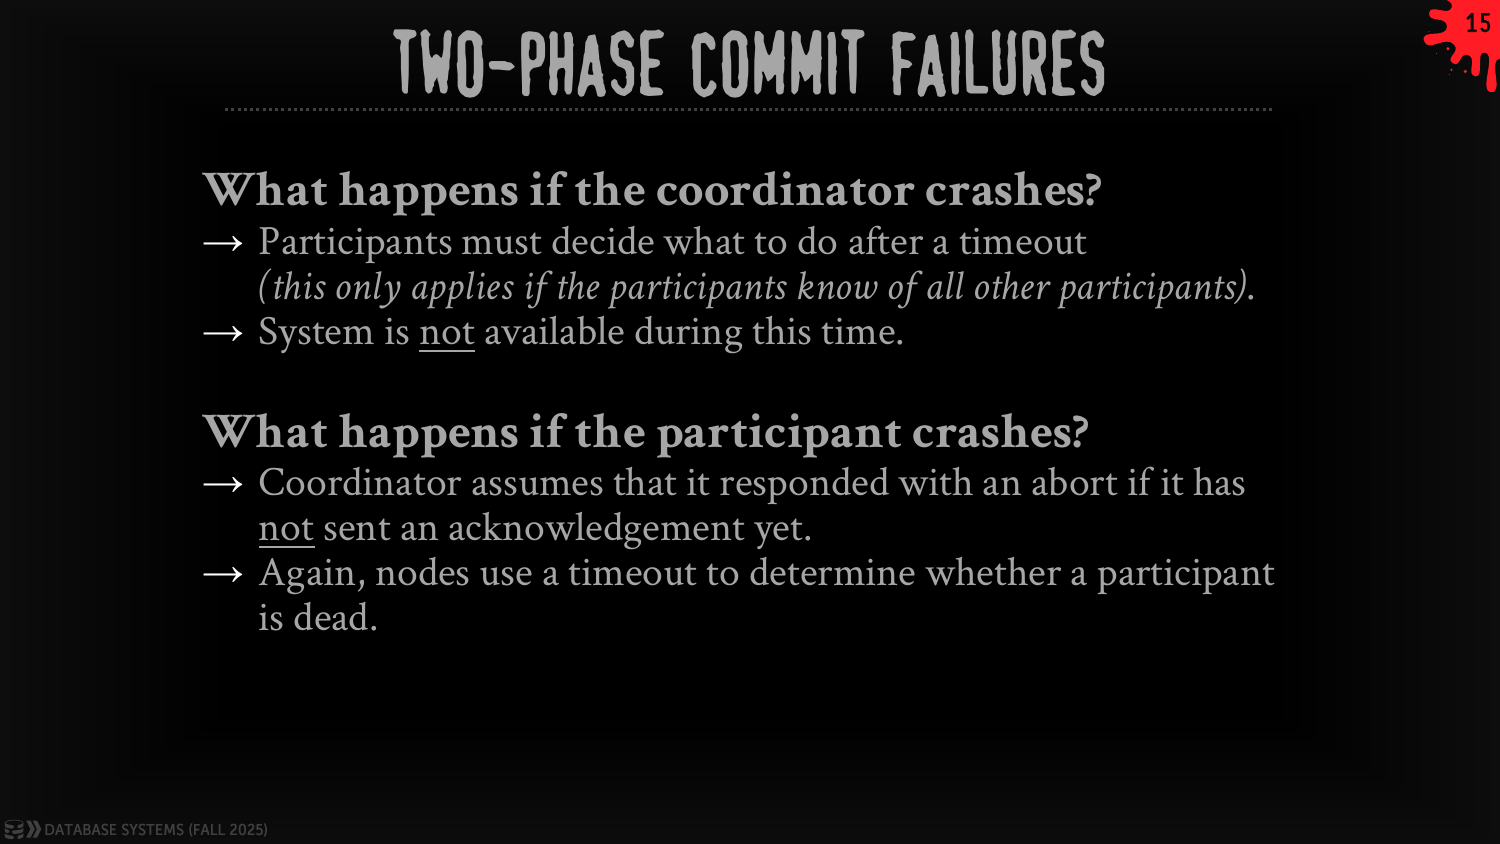 15
TWO-PHASE COMMIT FAILURES
What happens if the coordinator crashes?
→ Participants must decide what to do after a timeout
(this only applies if the participants know of all other participants).
→ System is not available during this time.
What happens if the participant crashes?
→ Coordinator assumes that it responded with an abort if it has
not sent an acknowledgement yet.
→ Again, nodes use a timeout to determine whether a participant
is dead.
DATABASE SYSTEMS (FALL 2025)